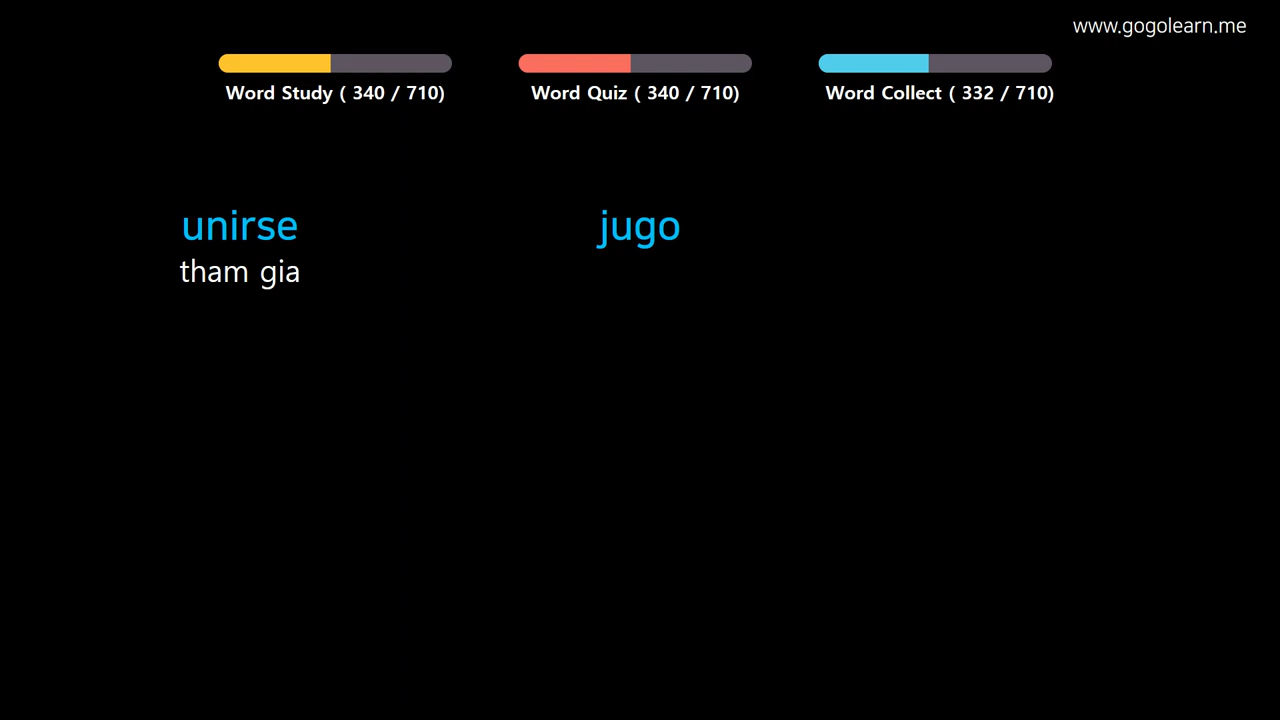 www.gogolearn.me
Word Study ( 340 / 710)
Word Quiz ( 340 / 710)
Word Collect ( 332 / 710)
unirse
tham gia
jugo